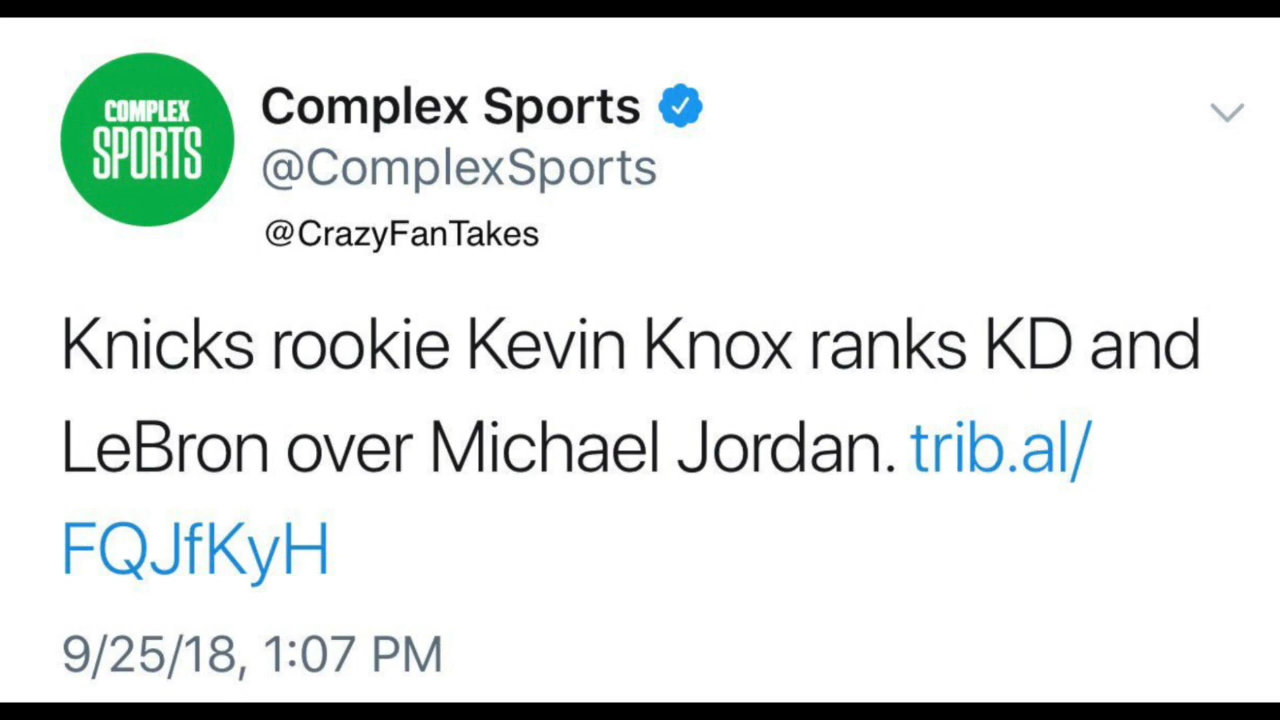 COMPLEX
SPORTS
Complex Sports
@ComplexSports
@CrazyFanTakes
Knicks rookie Kevin Knox ranks KD and
LeBron over Michael Jordan. trib.al/
FQJfKyH
9/25/18, 1:07 PM